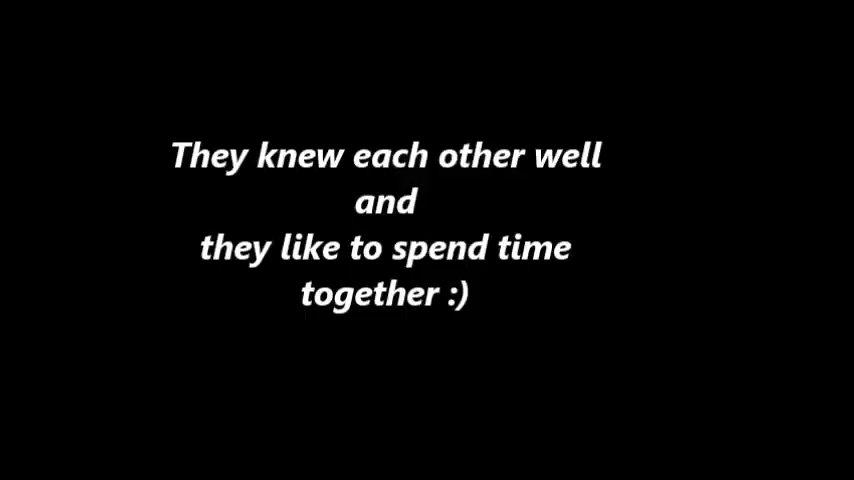 They knew each other well
and
they like to spend time
together :)